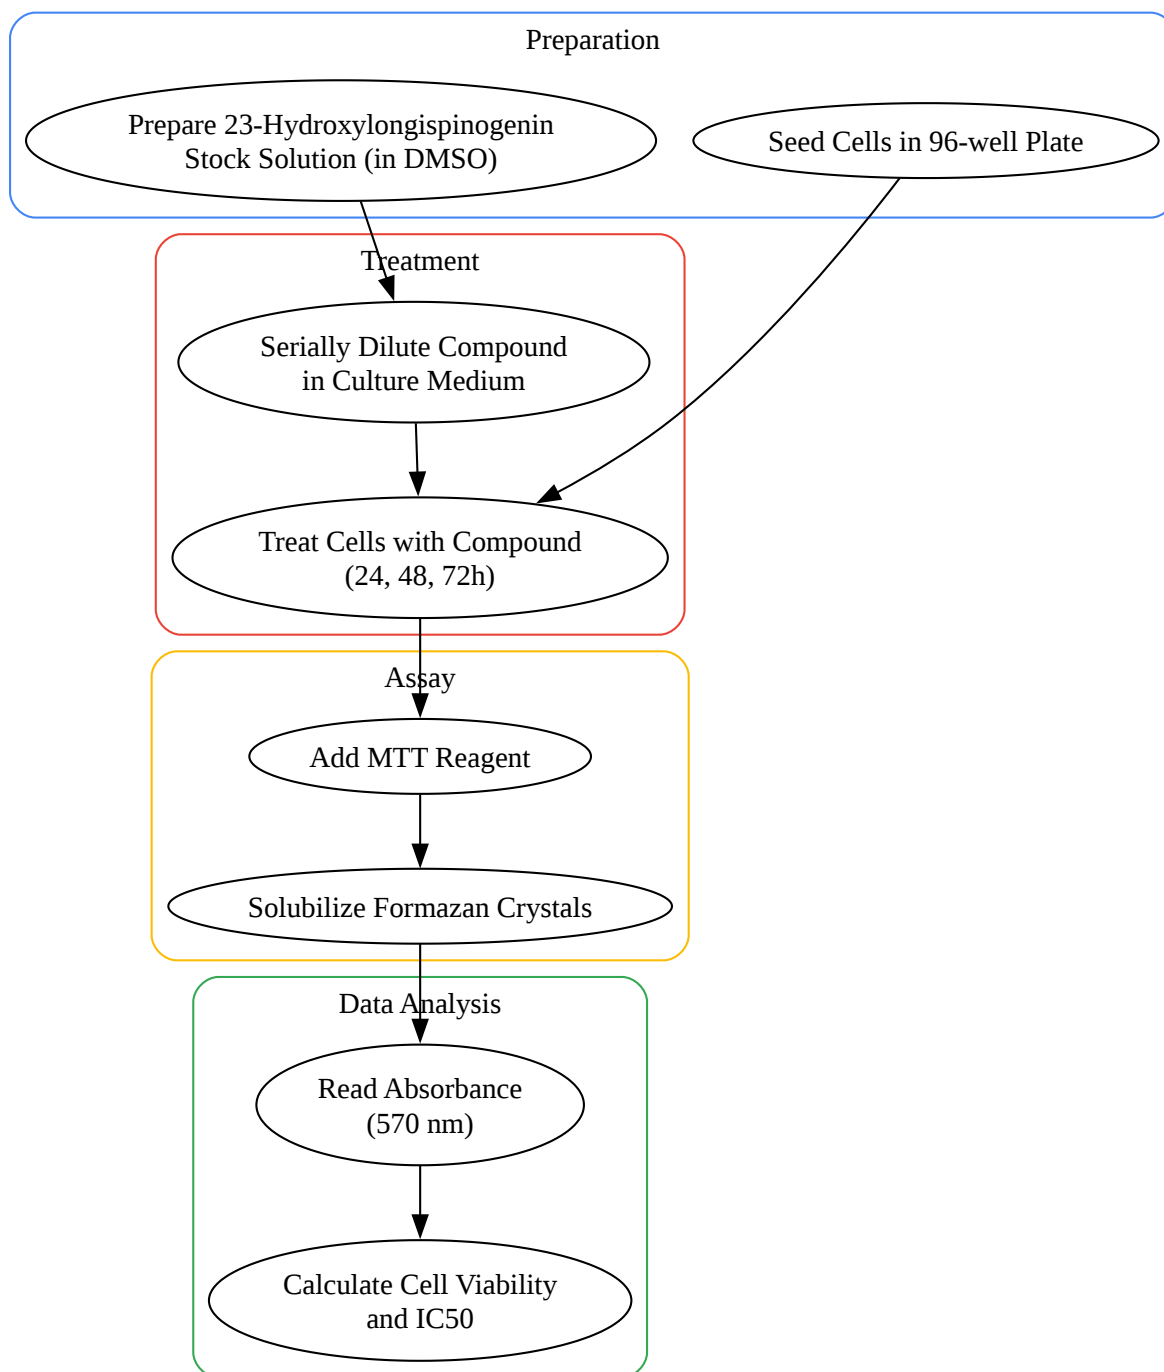 Preparation
Prepare 23-Hydroxylongispinogenin
Stock Solution (in DMSO)
Seed Cells in 96-well Plate
Treatment
Serially Dilute Compound
in Culture Medium
Treat Cells with Compound
(24, 48, 72h)
Assay
Add MTT Reagent
Solubilize Formazan Crystals
Data Analysis
Read Absorbance
(570 nm)
Calculate Cell Viability
and IC50